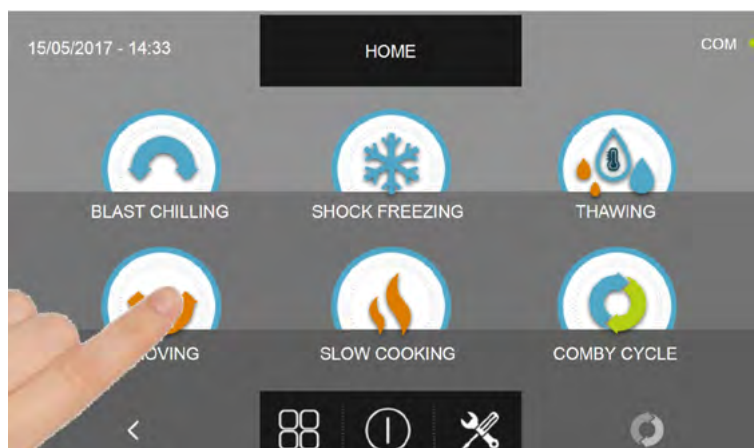 15/05/2017 - 14:33
HOME
COM
BLAST CHILLING
SHOCK FREEZING
THAWING
OVING
SLOW COOKING
COMBY CYCLE